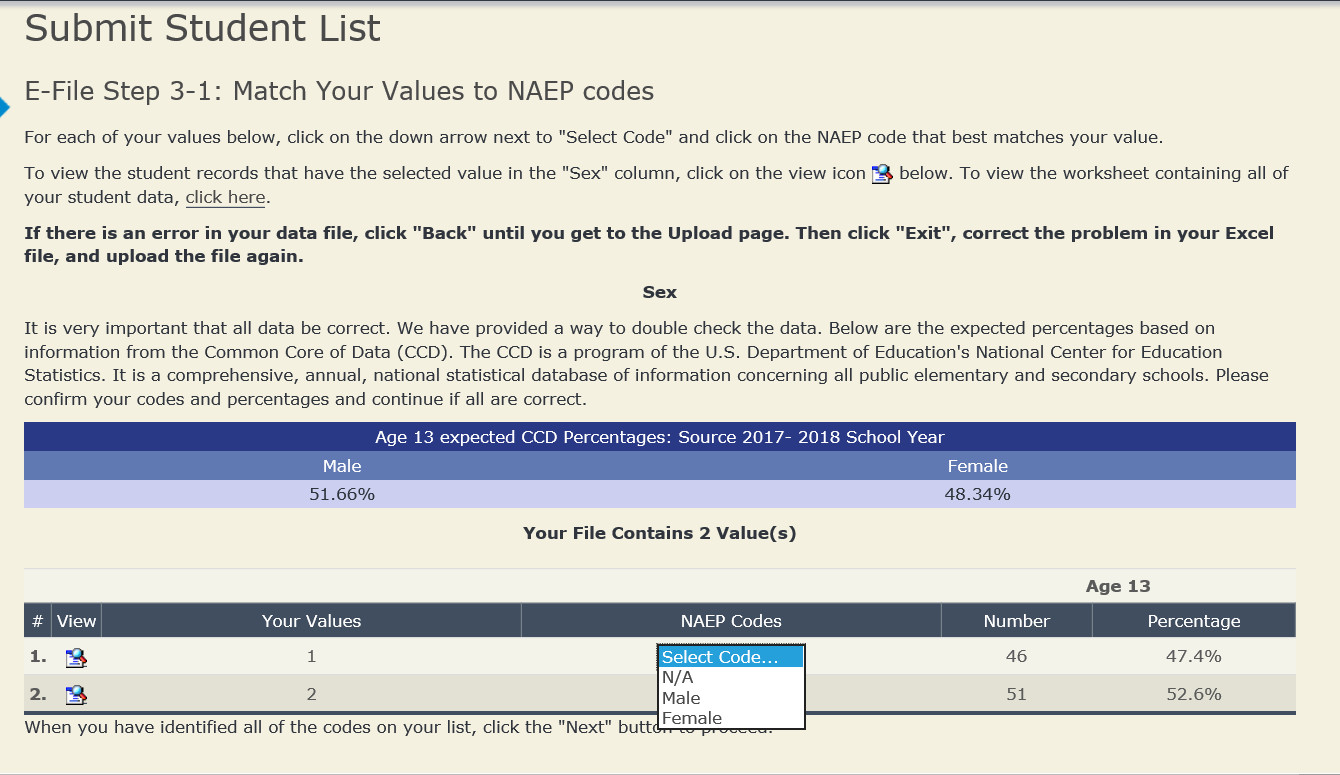 Submit Student List
E-File Step 3-1: Match Your Values to NAEP codes
For each of your values below, click on the down arrow next to "Select Code" and click on the NAEP code that best matches your value.
To view the student records that have the selected value in the "Sex" column, click on the view icon below. To view the worksheet containing all of
your student data, click here.
If there is an error in your data file, click "Back" until you get to the Upload page. Then click "Exit", correct the problem in your Excel
file, and upload the file again.
Sex
It is very important that all data be correct. We have provided a way to double check the data. Below are the expected percentages based on
information from the Common Core of Data (CCD). The CCD is a program of the U.S. Department of Education's National Center for Education
Statistics. It is a comprehensive, annual, national statistical database of information concerning all public elementary and secondary schools. Please
confirm your codes and percentages and continue if all are correct.
Age 13 expected CCD Percentages: Source 2017- 2018 School Year
Male Female
51.66% 48.34%
Your File Contains 2 Value(s)
Age 13
# View Your Values NAEP Codes Number Percentage
1. 1 Select Code... 46 47.4%
N/A
2. 2 Male 51 52.6%
Female
When you have identified all of the codes on your list, click the "Next" button to proceed.